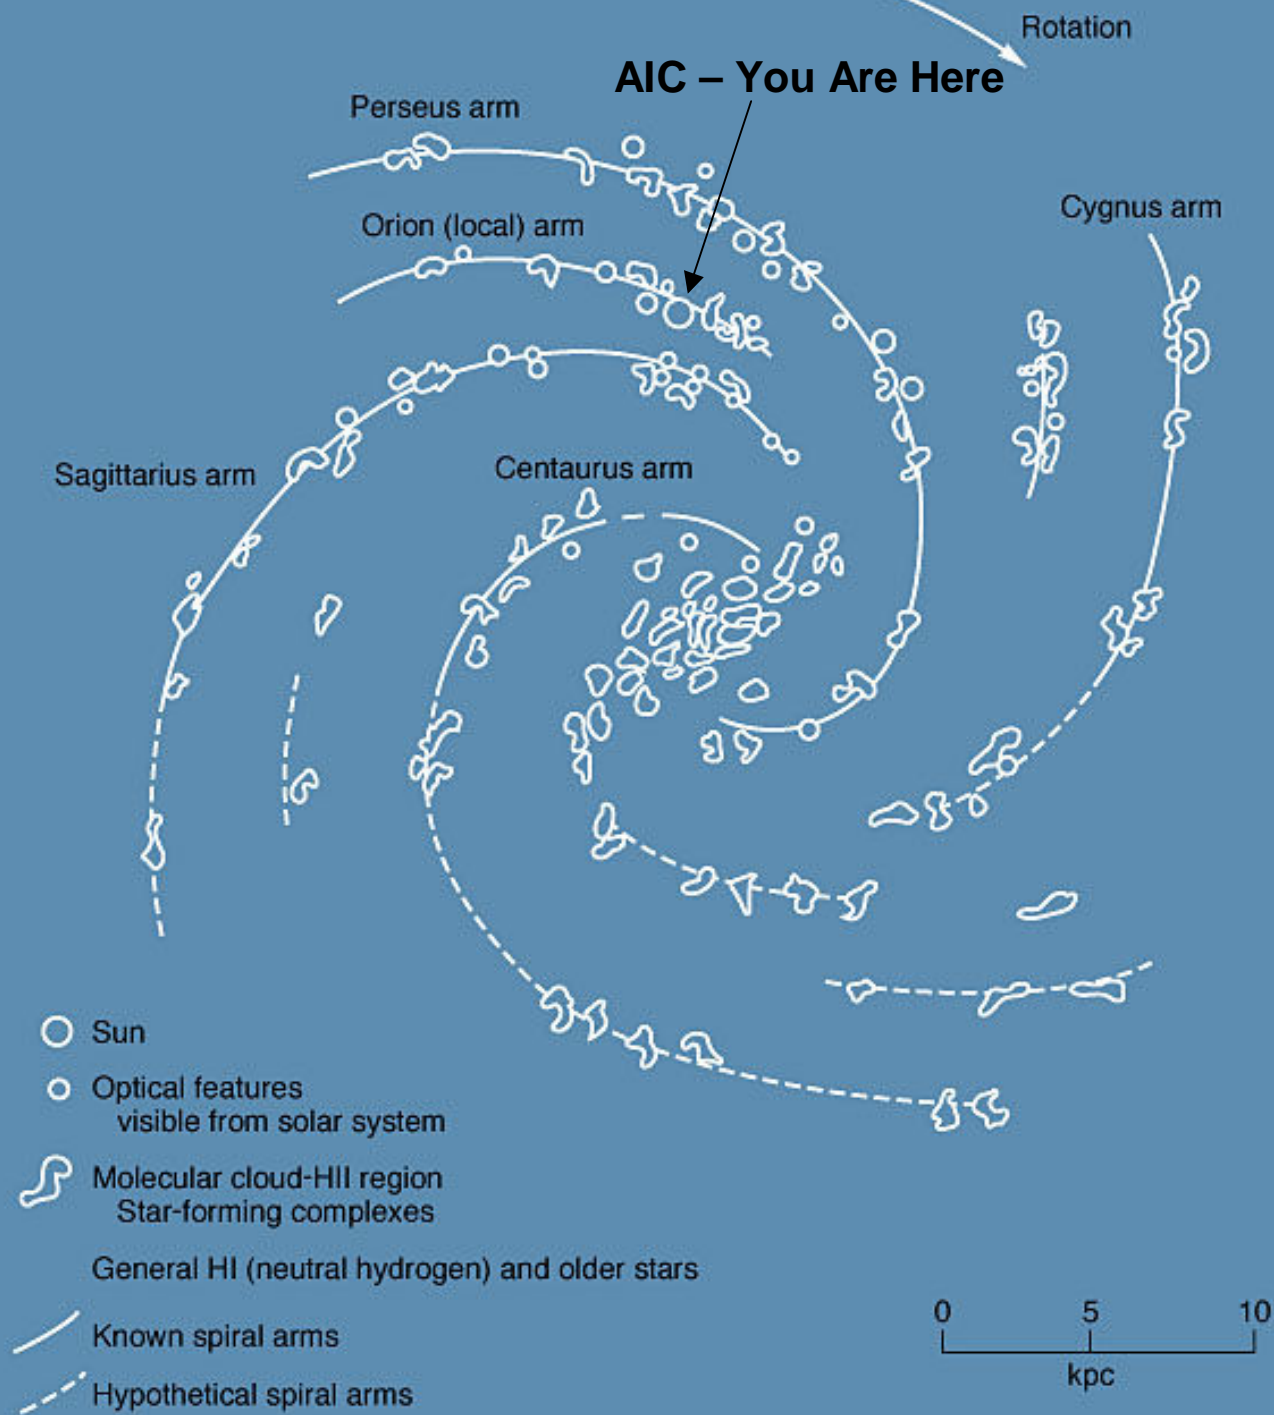 Rotation
AIC – You Are Here
Perseus arm
Cygnus arm
Orion (local) arm
Sagittarius arm
Centaurus arm
Sun
Optical features
visible from solar system
Molecular cloud-HII region
Star-forming complexes
General HI (neutral hydrogen) and older stars
Known spiral arms
Hypothetical spiral arms
0 5 10
kpc